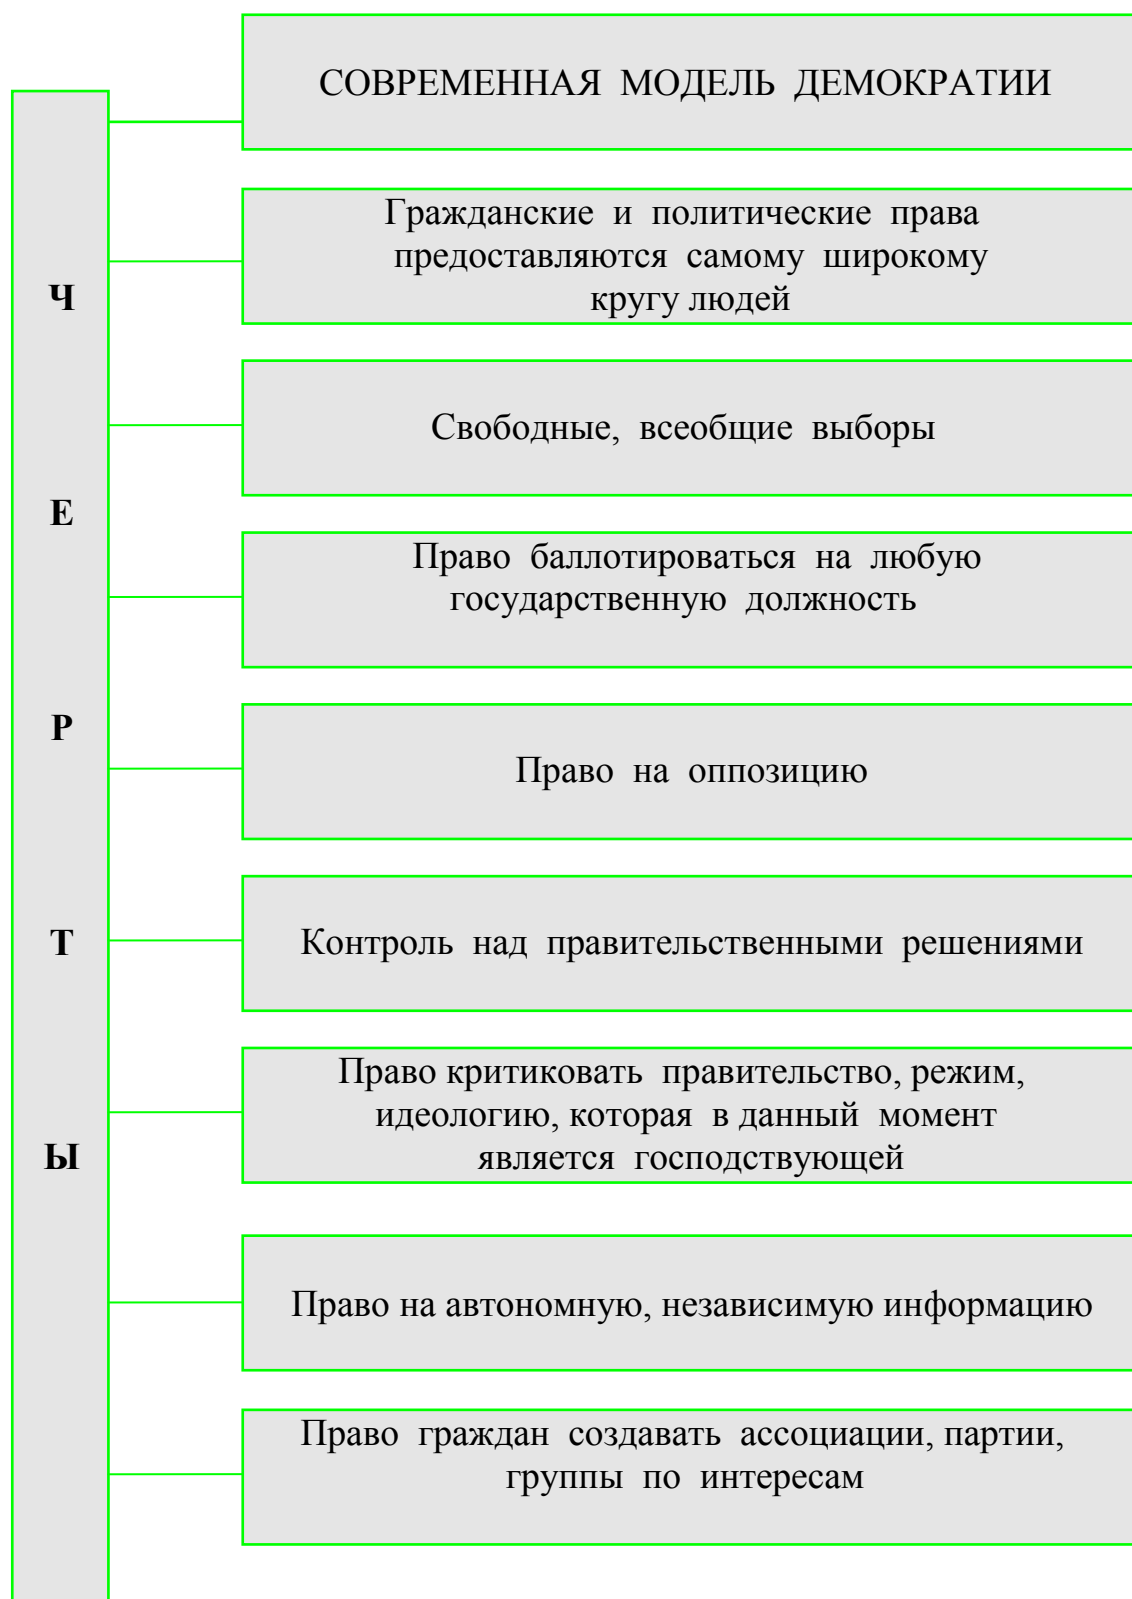 СОВРЕМЕННАЯ МОДЕЛЬ ДЕМОКРАТИИ
Гражданские и политические права
предоставляются самому широкому
кругу людей
Свободные, всеобщие выборы
Право баллотироваться на любую
государственную должность
Право на оппозицию
Контроль над правительственными решениями
Право критиковать правительство, режим,
идеологию, которая в данный момент
является господствующей
Право на автономную, независимую информацию
Право граждан создавать ассоциации, партии,
группы по интересам
Ч
Е
Р
Т
Ы